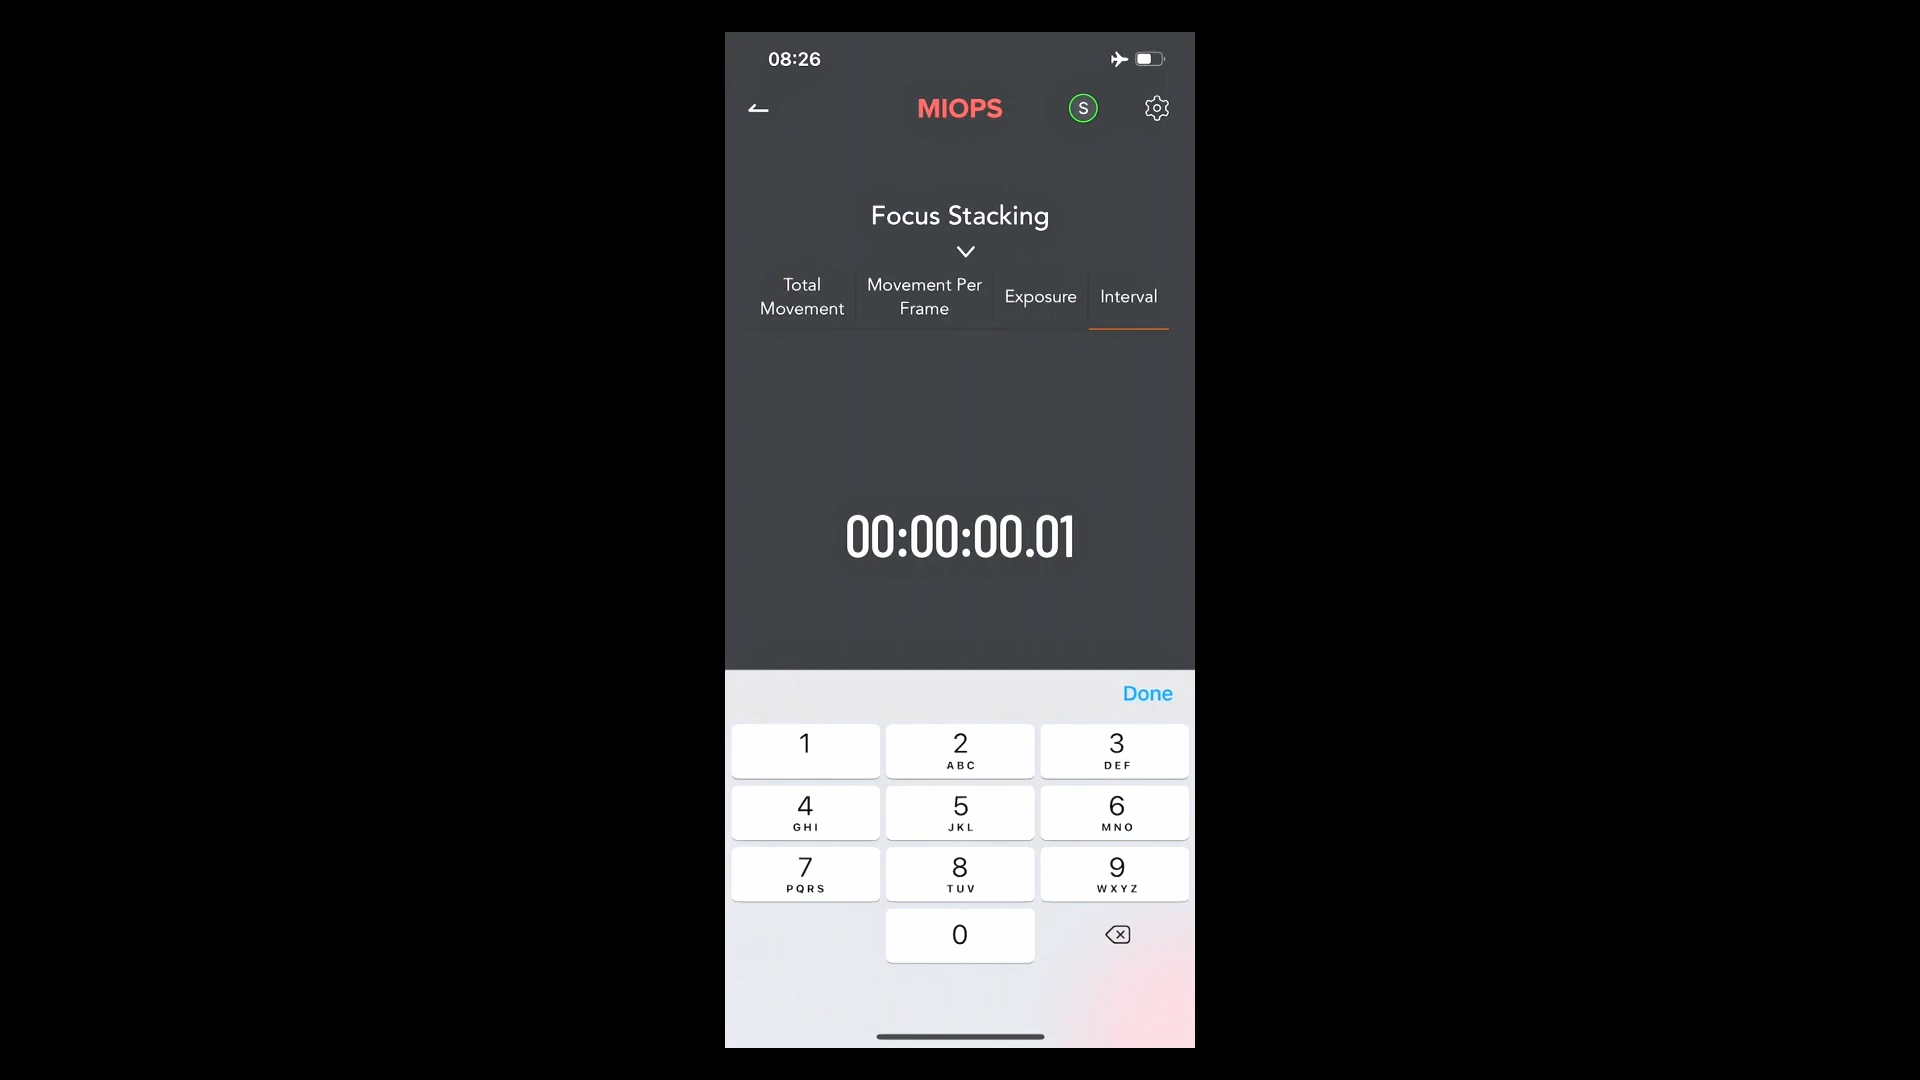 08:26
MIOPS
S
Focus Stacking
Total
Movement
Movement Per
Frame
Exposure
Interval
00:00:00.01
Done
1
2
ABC
3
DEF
4
GHI
5
JKL
6
MNO
7
PQRS
8
TUV
9
WXYZ
0